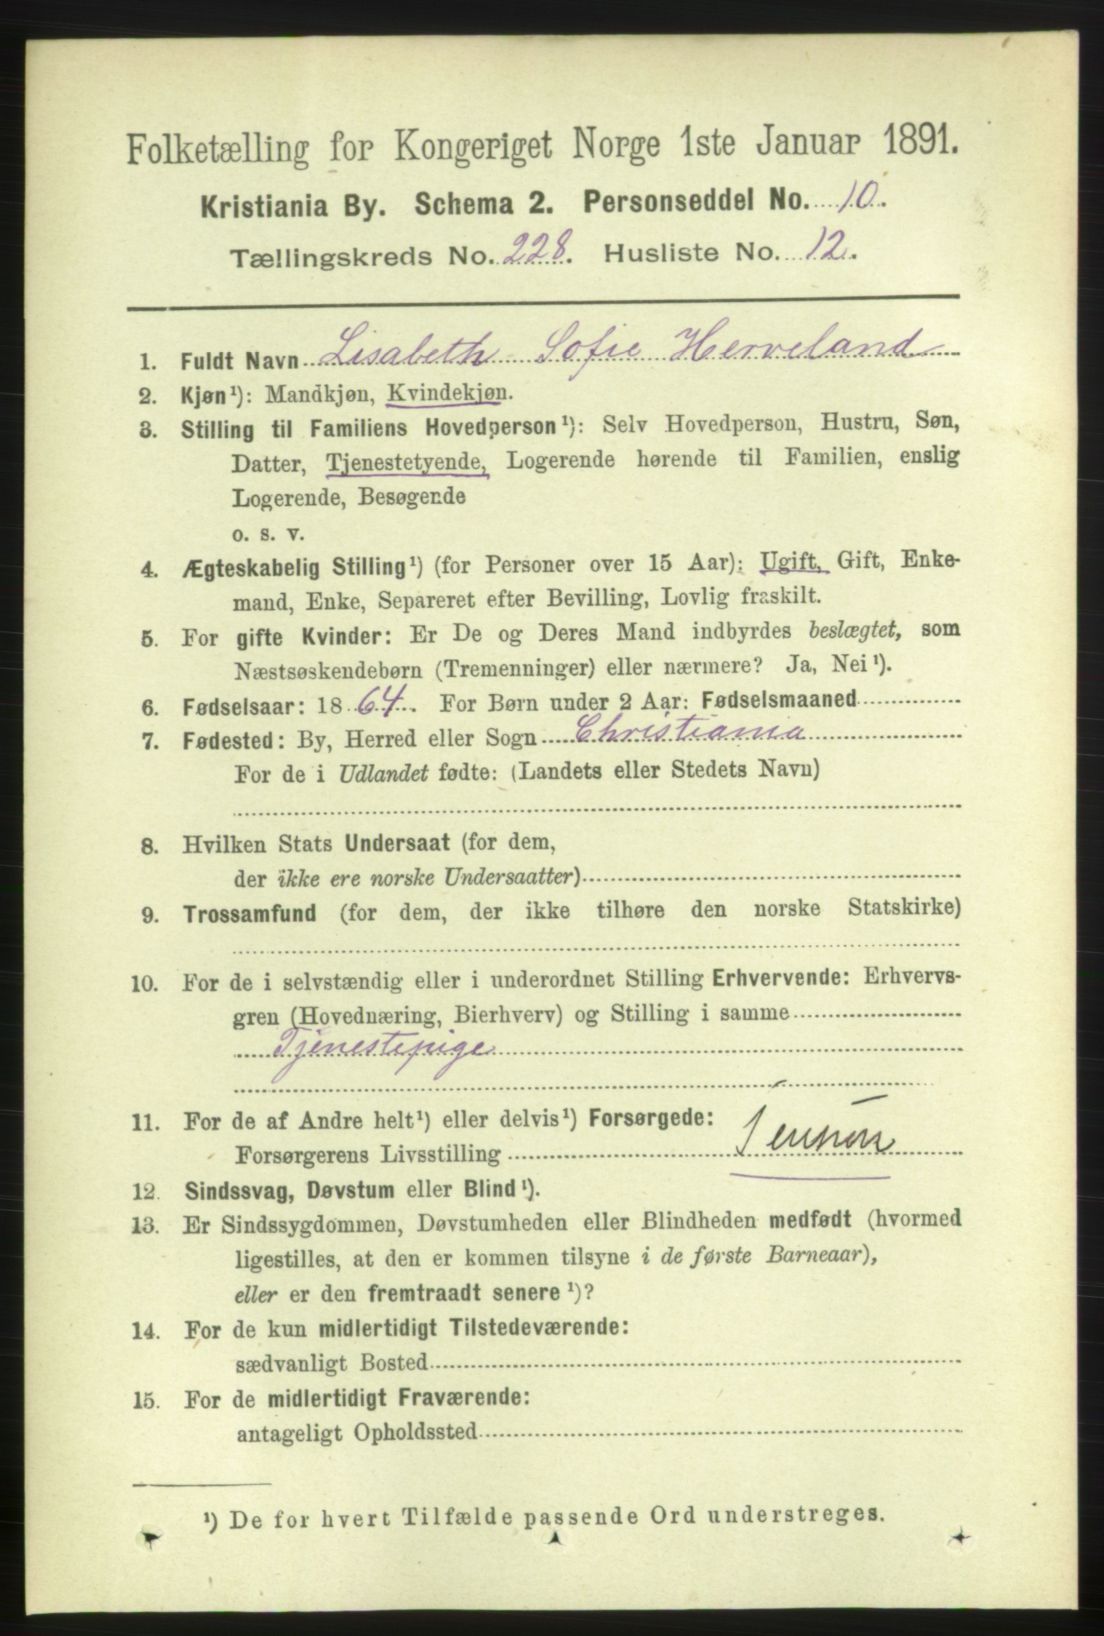 Folketælling for Kongeriget Norge 1ste Januar 1891.
Kristiania By. Schema 2. Personseddel No. 10.
Tællingskreds No. 228. Husliste No. 12.
1. Fuldt Navn Lisabeth Sofie Herveland
2. Kjøn¹): Mandkjøn, Kvindekjøn.
3. Stilling til Familiens Hovedperson¹): Selv Hovedperson, Hustru, Søn,
Datter, Tjenestetyende, Logerende hørende til Familien, enslig
Logerende, Besøgende
o. s. v.
4. Ægteskabelig Stilling¹) (for Personer over 15 Aar): Ugift, Gift, Enke-
mand, Enke, Separeret efter Bevilling, Lovlig fraskilt.
5. For gifte Kvinder: Er De og Deres Mand indbyrdes beslægtet, som
Næstsøskendebørn (Tremenninger) eller nærmere? Ja, Nei¹).
6. Fødselsaar: 1864. For Børn under 2 Aar: Fødselsmaaned
7. Fødested: By, Herred eller Sogn Christiania
For de i Udlandet fødte: (Landets eller Stedets Navn)
8. Hvilken Stats Undersaat (for dem,
der ikke ere norske Undersaatter)
9. Trossamfund (for dem, der ikke tilhøre den norske Statskirke)
10. For de i selvstændig eller i underordnet Stilling Erhvervende: Erhvervs-
gren (Hovednæring, Bierhverv) og Stilling i samme
Tjenestepige
11. For de af Andre helt¹) eller delvis¹) Forsørgede:
Forsørgerens Livsstilling
12. Sindssvag, Døvstum eller Blind¹).
13. Er Sindssygdommen, Døvstumheden eller Blindheden medfødt (hvormed
ligestilles, at den er kommen tilsyne i de første Barneaar),
eller er den fremtraadt senere¹)?
14. For de kun midlertidigt Tilstedeværende:
sædvanligt Bosted
15. For de midlertidigt Fraværende:
antageligt Opholdssted
¹) De for hvert Tilfælde passende Ord understreges.